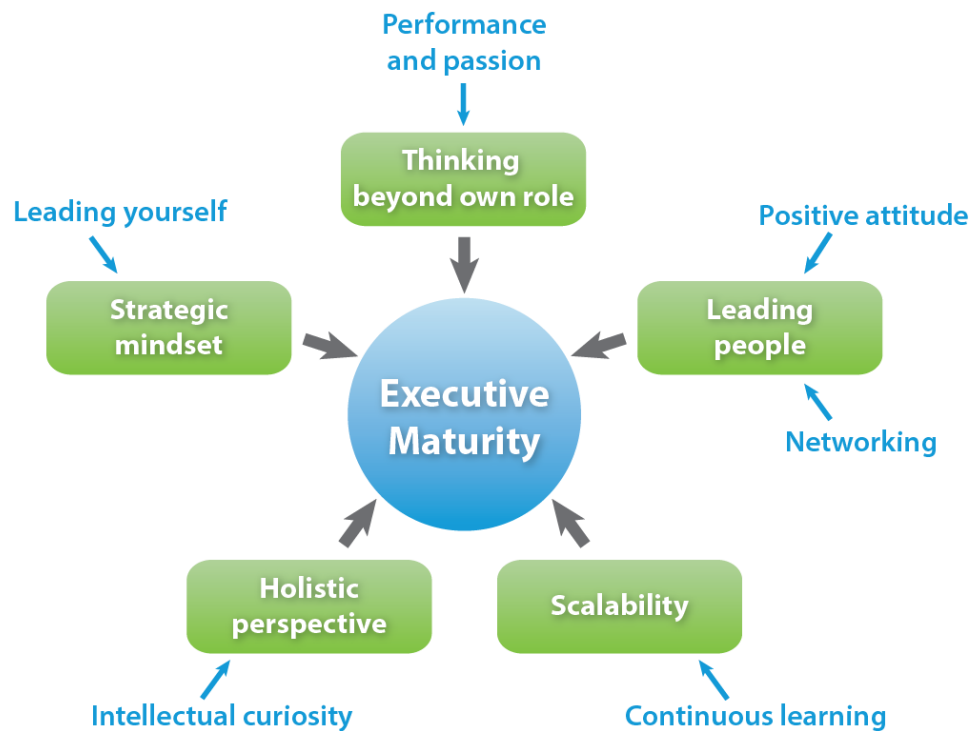 Performance
and passion
Thinking
beyond own role
Leading yourself
Positive attitude
Strategic
mindset
Leading
people
Executive
Maturity
Networking
Holistic
perspective
Scalability
Intellectual curiosity
Continuous learning